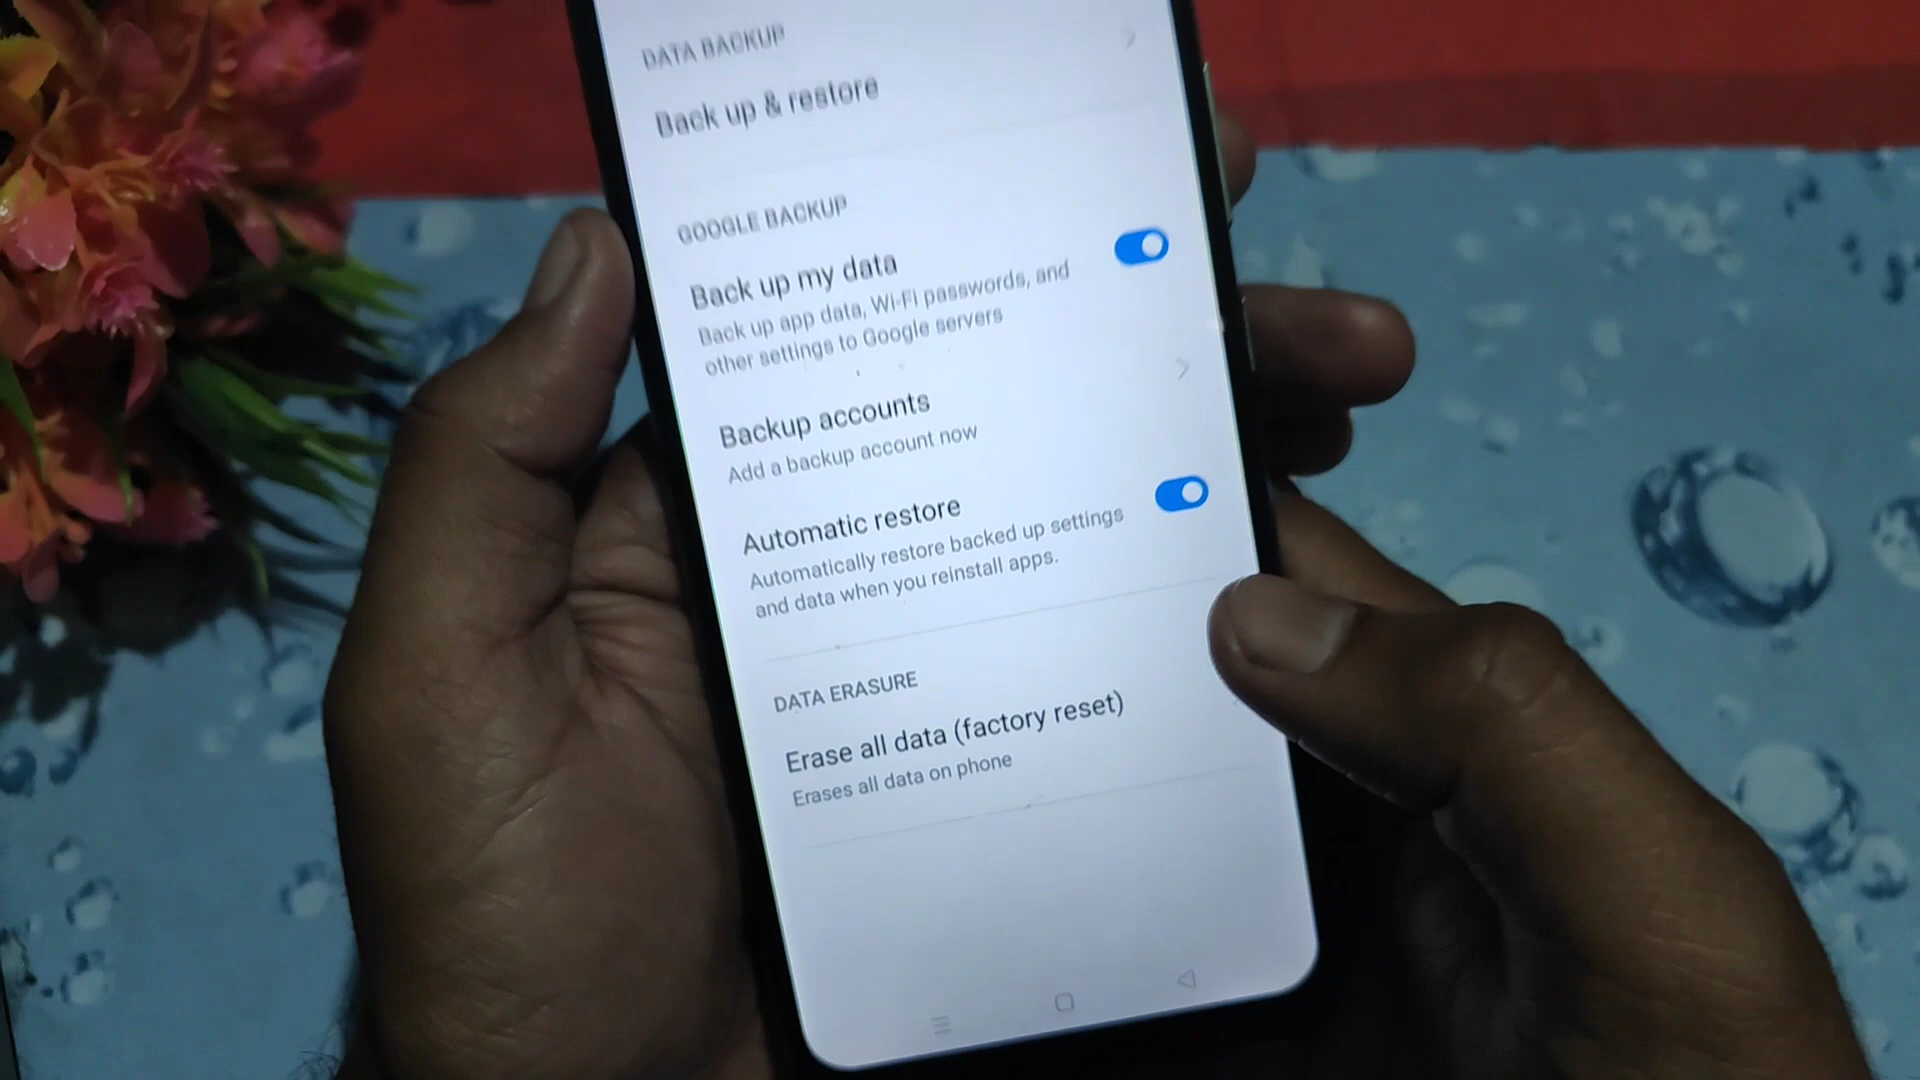 DATA BACKUP
Back up & restore
GOOGLE BACKUP
Back up my data
Back up app data, Wi-Fi passwords, and
other settings to Google servers
Backup accounts
Add a backup account now
Automatic restore
Automatically restore backed up settings
and data when you reinstall apps.
DATA ERASURE
Erase all data (factory reset)
Erases all data on phone